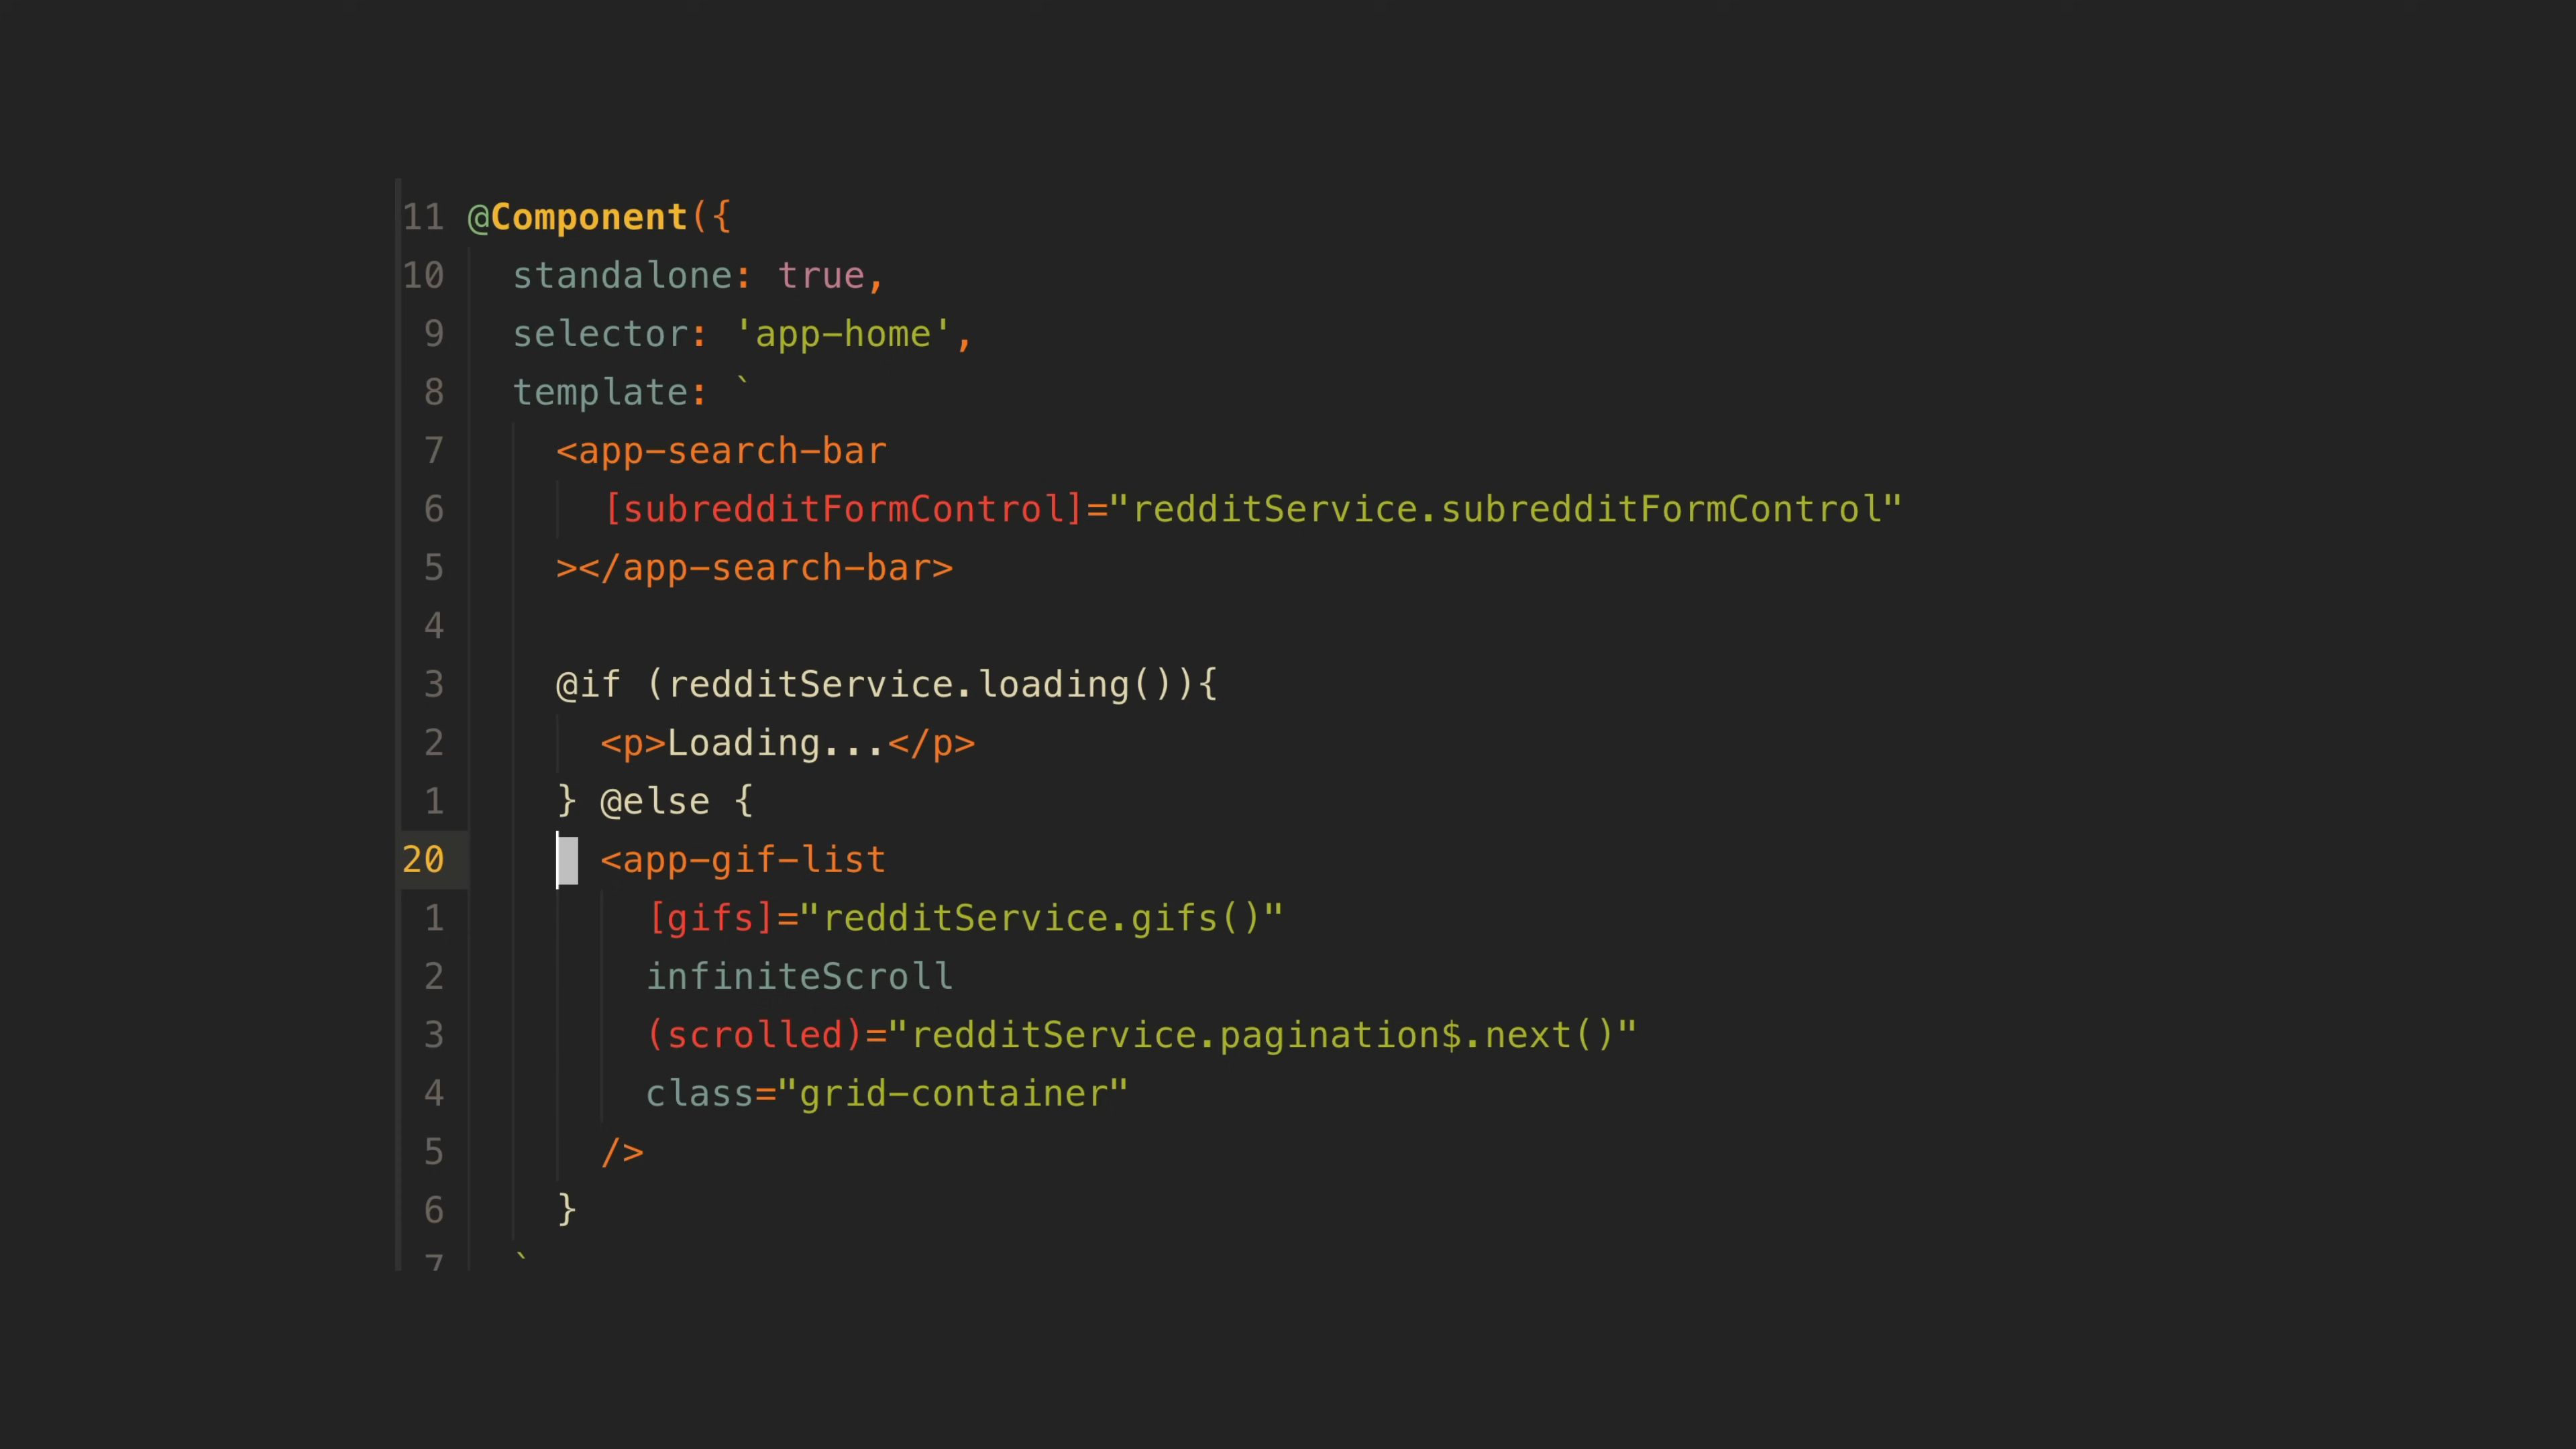 11 @Component({
10 standalone: true,
9 selector: 'app-home',
8 template: `
7 <app-search-bar
6 [subredditFormControl]="redditService.subredditFormControl"
5 ></app-search-bar>
4
3 @if (redditService.loading()){
2 <p>Loading...</p>
1 } @else {
20 <app-gif-list
1 [gifs]="redditService.gifs()"
2 infiniteScroll
3 (scrolled)="redditService.pagination$.next()"
4 class="grid-container"
5 />
6 }
7 `